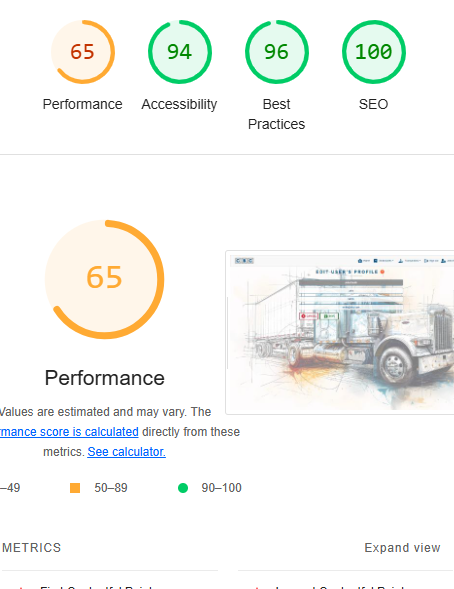 65
94
96
100
Performance
Accessibility
Best
Practices
SEO
65
EDIT USER'S PROFILE
Performance
Values are estimated and may vary. The
rmance score is calculated directly from these
metrics. See calculator.
–49
50–89
90–100
METRICS
Expand view